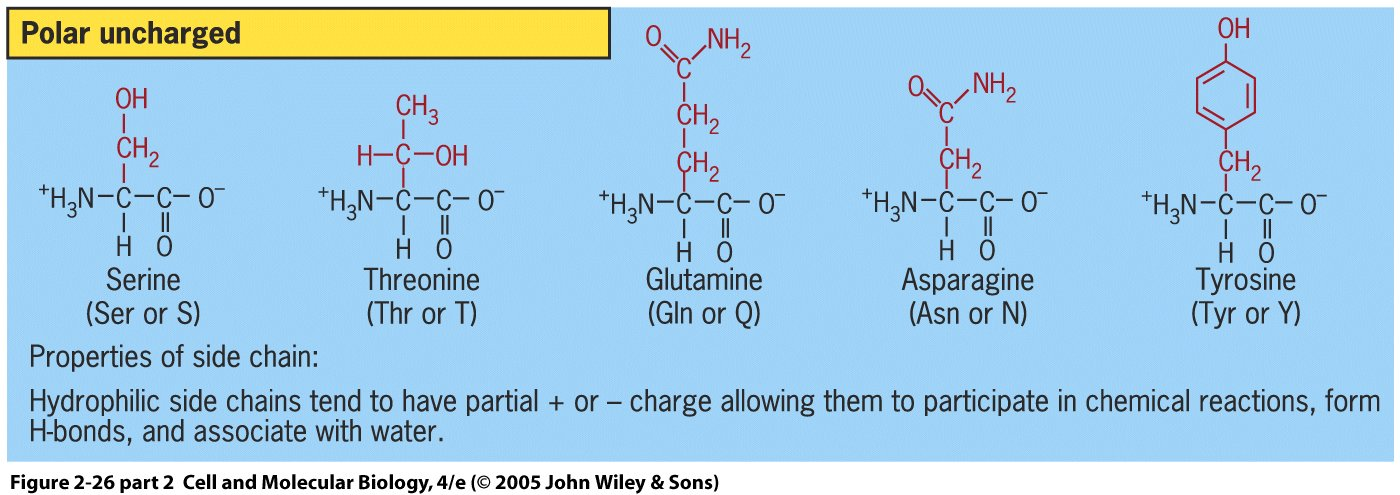 Polar uncharged
O NH2
C
CH2
CH2
+H3N–C–C–O–
H O
Glutamine
(Gln or Q)
OH
CH2
+H3N–C–C–O–
H O
Serine
(Ser or S)
CH3
H–C–OH
+H3N–C–C–O–
H O
Threonine
(Thr or T)
O NH2
C
CH2
+H3N–C–C–O–
H O
Asparagine
(Asn or N)
OH
CH2
+H3N–C–C–O–
H O
Tyrosine
(Tyr or Y)
Properties of side chain:
Hydrophilic side chains tend to have partial + or – charge allowing them to participate in chemical reactions, form
H-bonds, and associate with water.
Figure 2-26 part 2 Cell and Molecular Biology, 4/e (© 2005 John Wiley & Sons)